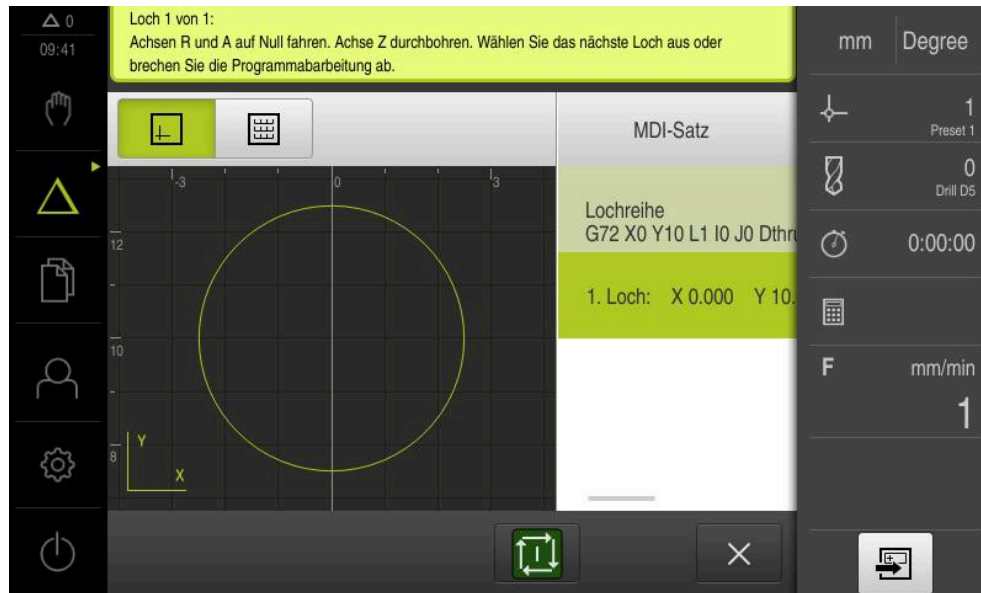 0
09:41
Loch 1 von 1:
Achsen R und A auf Null fahren. Achse Z durchbohren. Wählen Sie das nächste Loch aus oder
brechen Sie die Programmabarbeitung ab.
mm Degree
1
Preset 1
0
Drill D5
0:00:00
F mm/min
1
MDI-Satz
Lochreihe
G72 X0 Y10 L1 I0 J0 Dthru
1. Loch: X 0.000 Y 10.
-3 0 3
12
10
8
Y
X